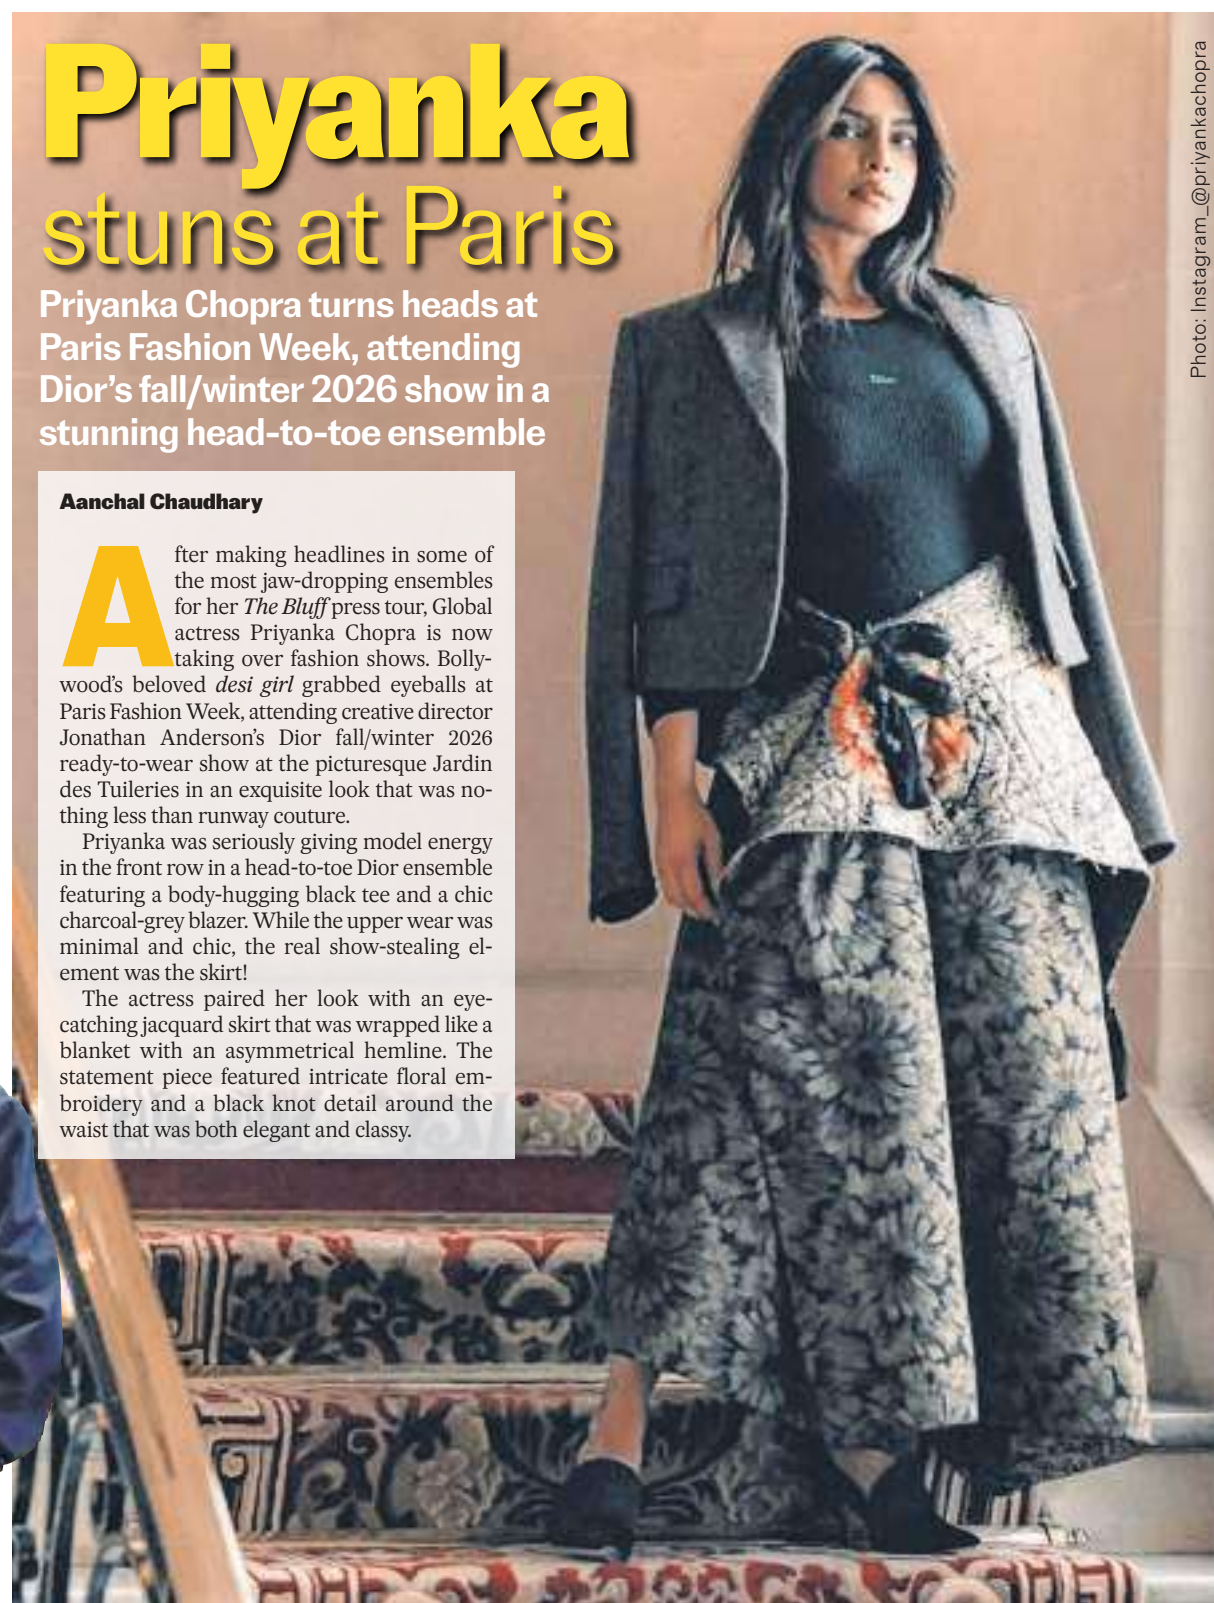 Priyanka
stuns at Paris
Priyanka Chopra turns heads at
Paris Fashion Week, attending
Dior’s fall/winter 2026 show in a
stunning head-to-toe ensemble
Aanchal Chaudhary
After making headlines in some of
the most jaw-dropping ensembles
for her The Bluff press tour, Global
actress Priyanka Chopra is now
taking over fashion shows. Bolly-
wood’s beloved desi girl grabbed eyeballs at
Paris Fashion Week, attending creative director
Jonathan Anderson’s Dior fall/winter 2026
ready-to-wear show at the picturesque Jardin
des Tuileries in an exquisite look that was no-
thing less than runway couture.
Priyanka was seriously giving model energy
in the front row in a head-to-toe Dior ensemble
featuring a body-hugging black tee and a chic
charcoal-grey blazer. While the upper wear was
minimal and chic, the real show-stealing el-
ement was the skirt!
The actress paired her look with an eye-
catching jacquard skirt that was wrapped like a
blanket with an asymmetrical hemline. The
statement piece featured intricate floral em-
broidery and a black knot detail around the
waist that was both elegant and classy.
Photo: Instagram_@priyankachopra